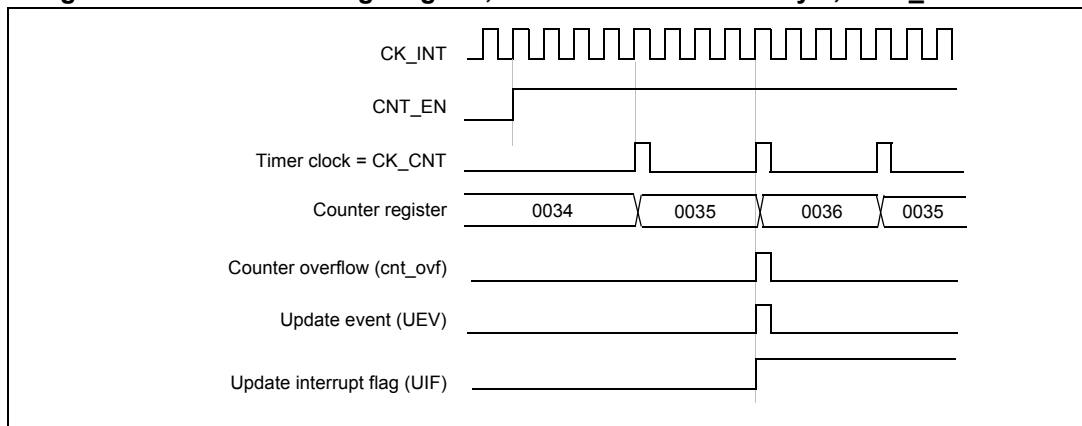 CK_INT
CNT_EN
Timer clock = CK_CNT
Counter register 0034 0035 0036 0035
Counter overflow (cnt_ovf)
Update event (UEV)
Update interrupt flag (UIF)